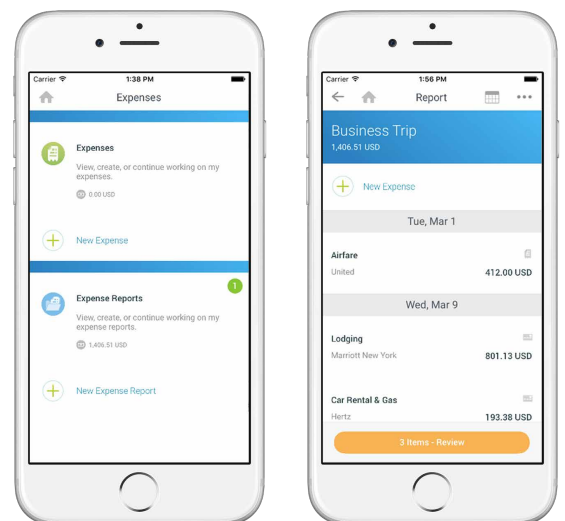 Carrier 1:38 PM
Expenses
Expenses
View, create, or continue working on my
expenses.
0.00 USD
New Expense
1
Expense Reports
View, create, or continue working on my
expense reports.
1,406.51 USD
New Expense Report
Carrier 1:56 PM
Report
Business Trip
1,406.51 USD
New Expense
Tue, Mar 1
Airfare
United 412.00 USD
Wed, Mar 9
Lodging
Marriott New York 801.13 USD
Car Rental & Gas
Hertz 193.38 USD
3 Items - Review